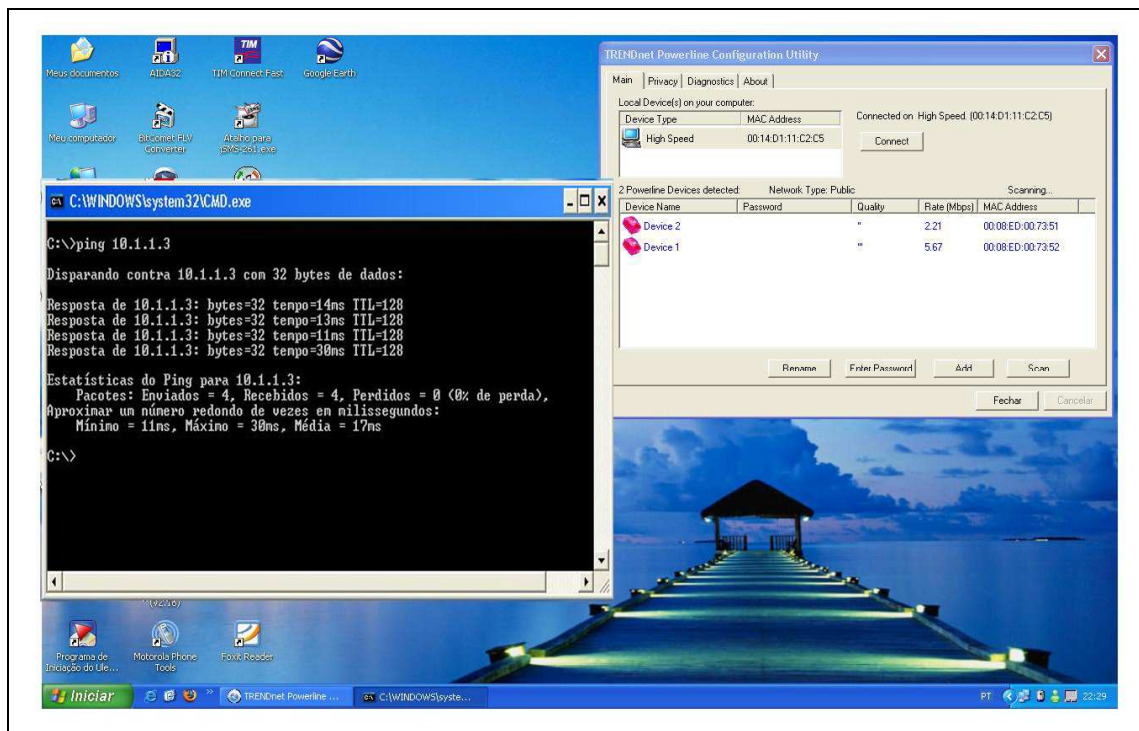 Meus documentos
AIDA32
TIM
TIM Connect Fast
Google Earth
Meu computador
BitComet FLV
Converter
Atalho para
jSMS-261.exe
TRENDnet Powerline Configuration Utility
Main
Privacy
Diagnostics
About
Local Device(s) on your computer:
Device Type
MAC Address
High Speed
00:14:D1:11:C2:C5
Connected on High Speed (00:14:D1:11:C2:C5)
Connect
2 Powerline Devices detected:
Network Type: Public
Scanning...
Device Name
Password
Quality
Rate (Mbps)
MAC Address
Device 2
"
2.21
00:08:ED:00:73:51
Device 1
5.67
00:08:ED:00:73:52
Rename
Enter Password
Add
Scan
Fechar
Cancelar
C:\WINDOWS\system32\CMD.exe
C:\>ping 10.1.1.3
Disparando contra 10.1.1.3 com 32 bytes de dados:
Resposta de 10.1.1.3: bytes=32 tempo=14ms TTL=128
Resposta de 10.1.1.3: bytes=32 tempo=13ms TTL=128
Resposta de 10.1.1.3: bytes=32 tempo=11ms TTL=128
Resposta de 10.1.1.3: bytes=32 tempo=30ms TTL=128
Estatísticas do Ping para 10.1.1.3:
Pacotes: Enviados = 4, Recebidos = 4, Perdidos = 0 (0% de perda),
Aproximar um número redondo de vezes em milissegundos:
Mínimo = 11ms, Máximo = 30ms, Média = 17ms
C:\>
Programa de
Iniciação do Ule...
Motorola Phone
Tools
Foxit Reader
Iniciar
TRENDnet Powerline ...
C:\WINDOWS\syste...
PT
22:29